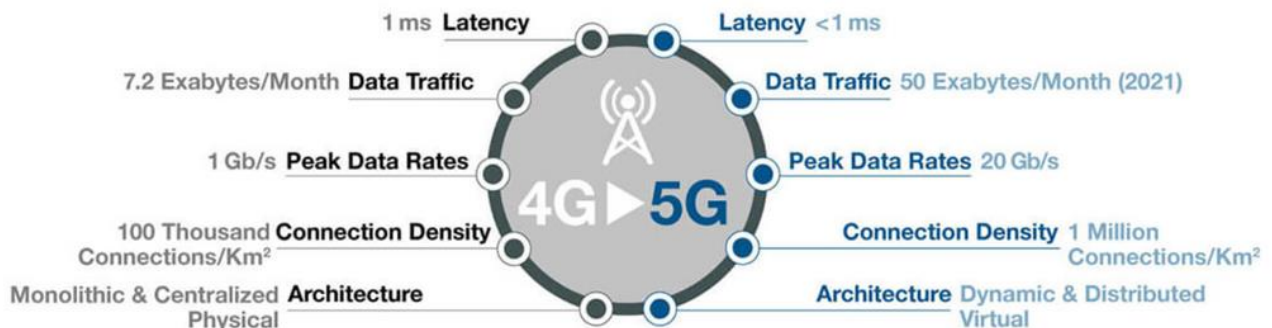 1 ms Latency
Latency <1 ms
7.2 Exabytes/Month Data Traffic
Data Traffic 50 Exabytes/Month (2021)
1 Gb/s Peak Data Rates
Peak Data Rates 20 Gb/s
4G 5G
100 Thousand Connection Density
Connections/Km²
Connection Density 1 Million
Connections/Km²
Monolithic & Centralized Architecture
Physical
Architecture Dynamic & Distributed
Virtual